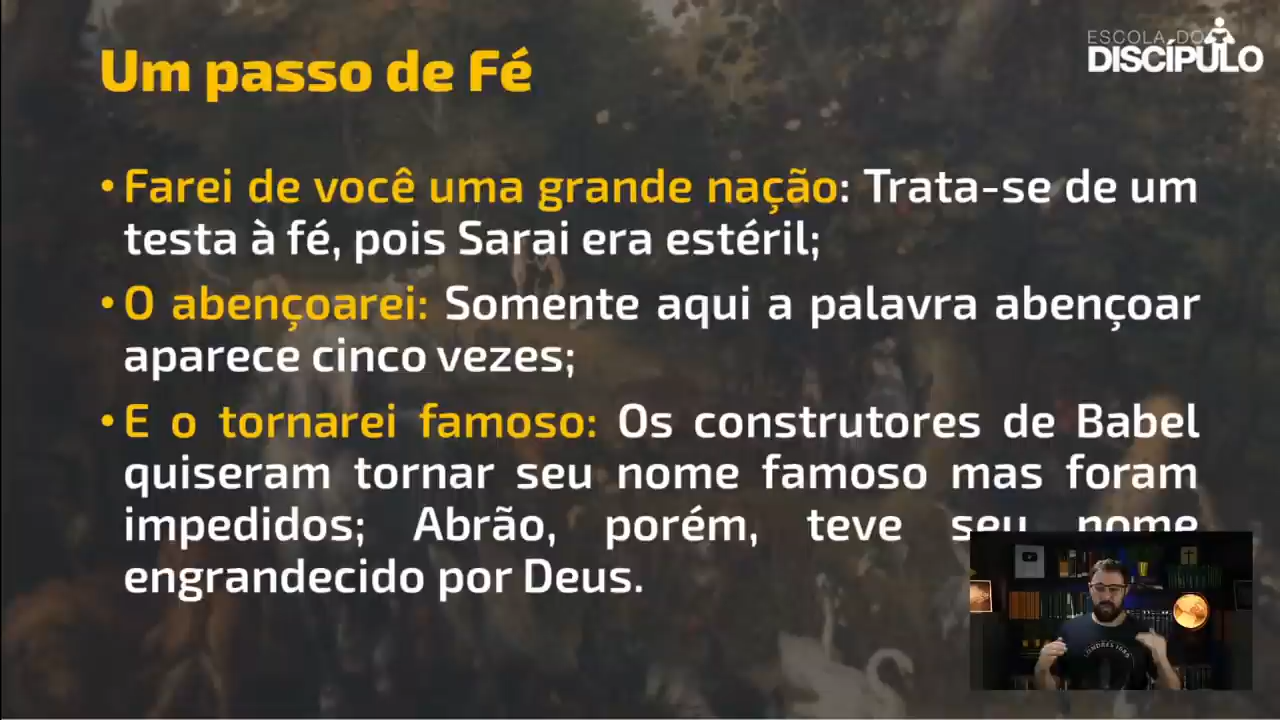 Um passo de Fé
ESCOLA DO
DISCÍPULO
• Farei de você uma grande nação: Trata-se de um
testa à fé, pois Sarai era estéril;
• O abençoarei: Somente aqui a palavra abençoar
aparece cinco vezes;
• E o tornarei famoso: Os construtores de Babel
quiseram tornar seu nome famoso mas foram
impedidos; Abrão, porém, teve seu nome
engrandecido por Deus.
LONDRES 1689